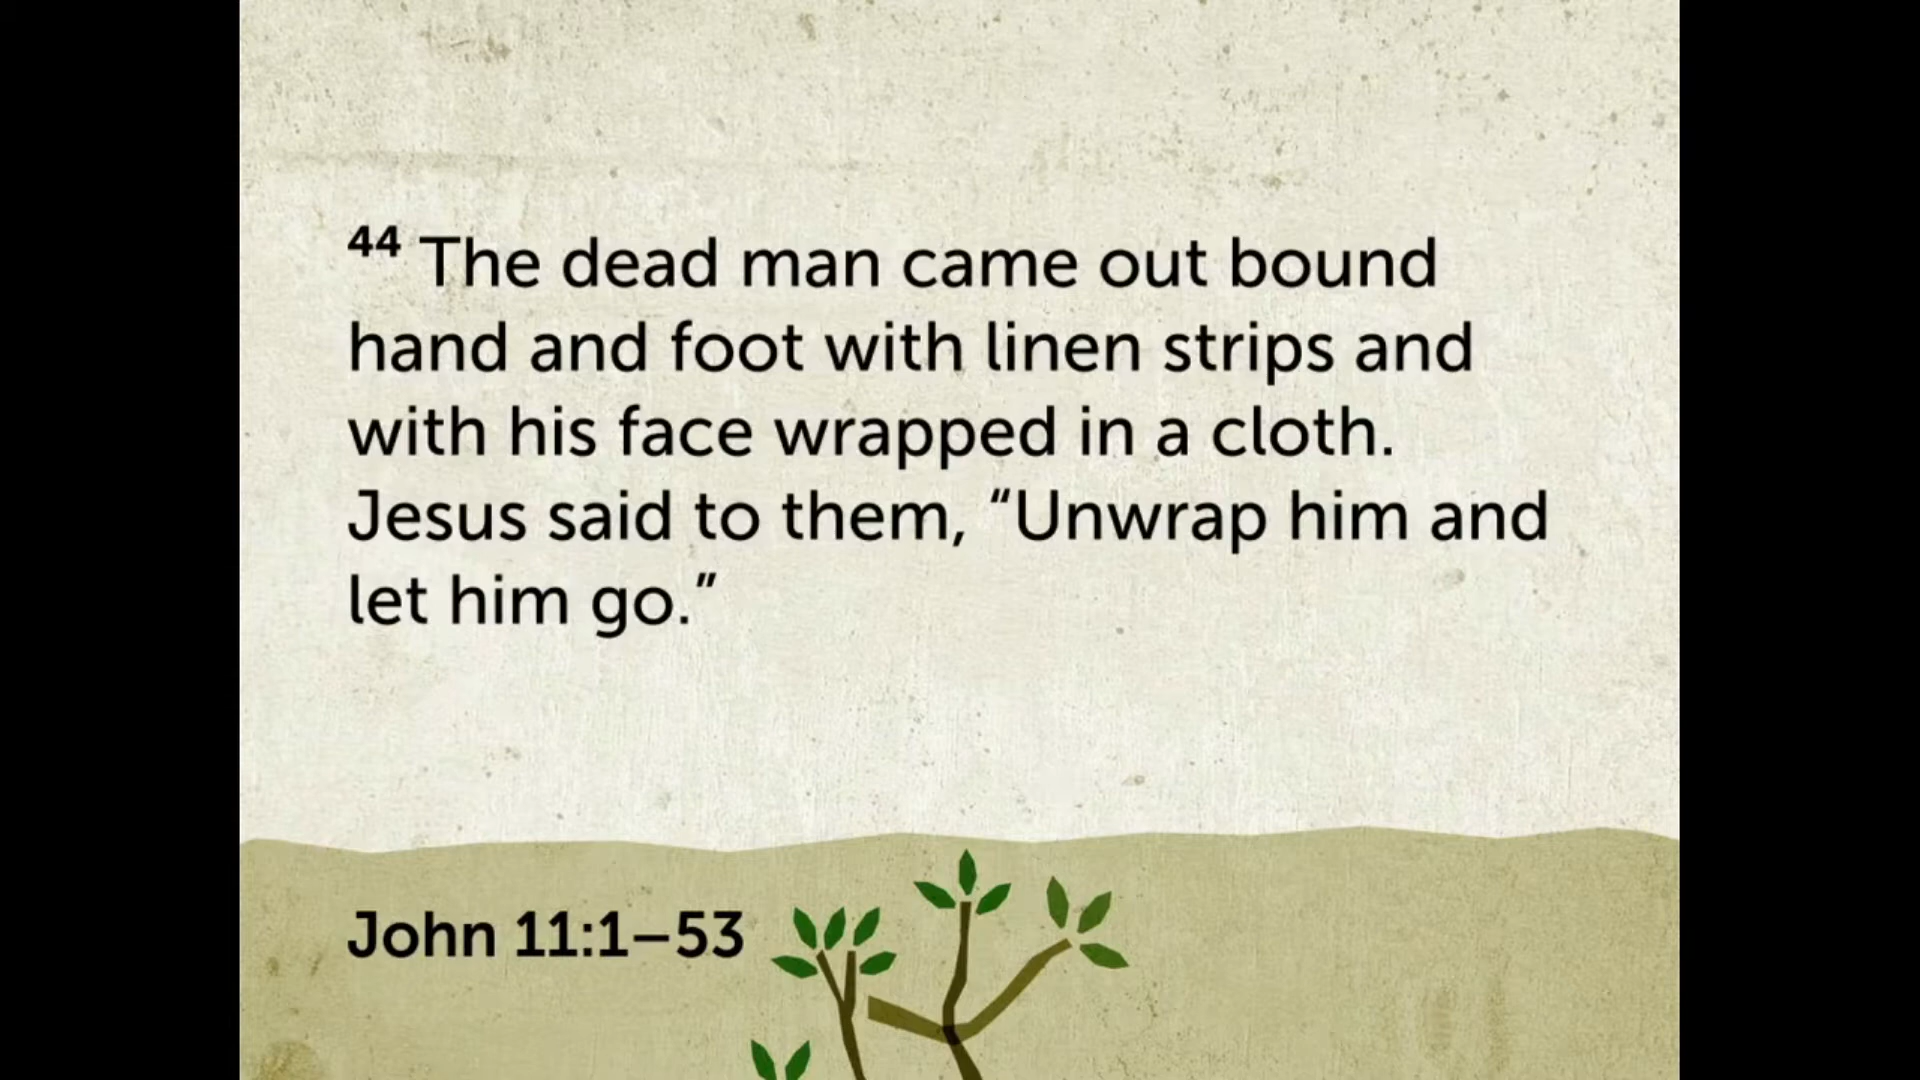 44 The dead man came out bound
hand and foot with linen strips and
with his face wrapped in a cloth.
Jesus said to them, “Unwrap him and
let him go.”
John 11:1–53